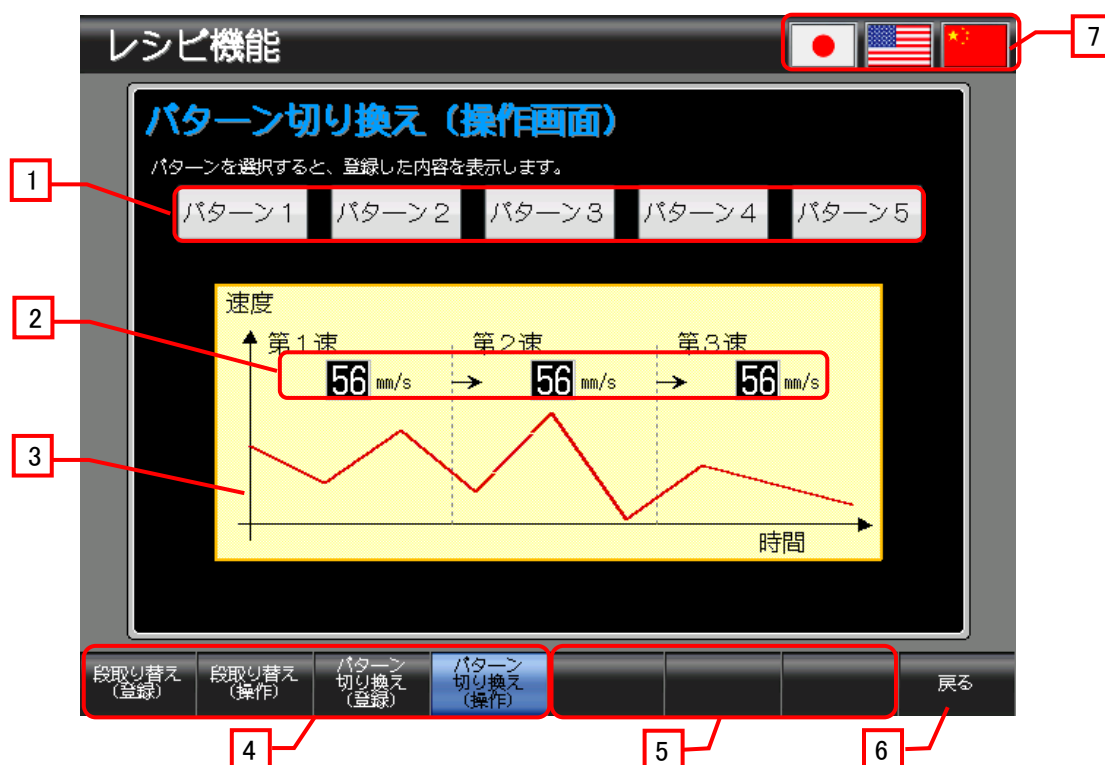 レシピ機能
7
パターン切り換え（操作画面）
パターンを選択すると、登録した内容を表示します。
1
パターン１
パターン２
パターン３
パターン４
パターン５
速度
2
第１速
第２速
第３速
56 mm/s → 56 mm/s → 56 mm/s
3
時間
段取り替え
（登録）
段取り替え
（操作）
パターン
切り換え
（登録）
パターン
切り換え
（操作）
戻る
4
5
6